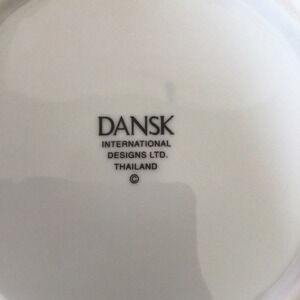 DANSK
INTERNATIONAL
DESIGNS LTD.
THAILAND
©